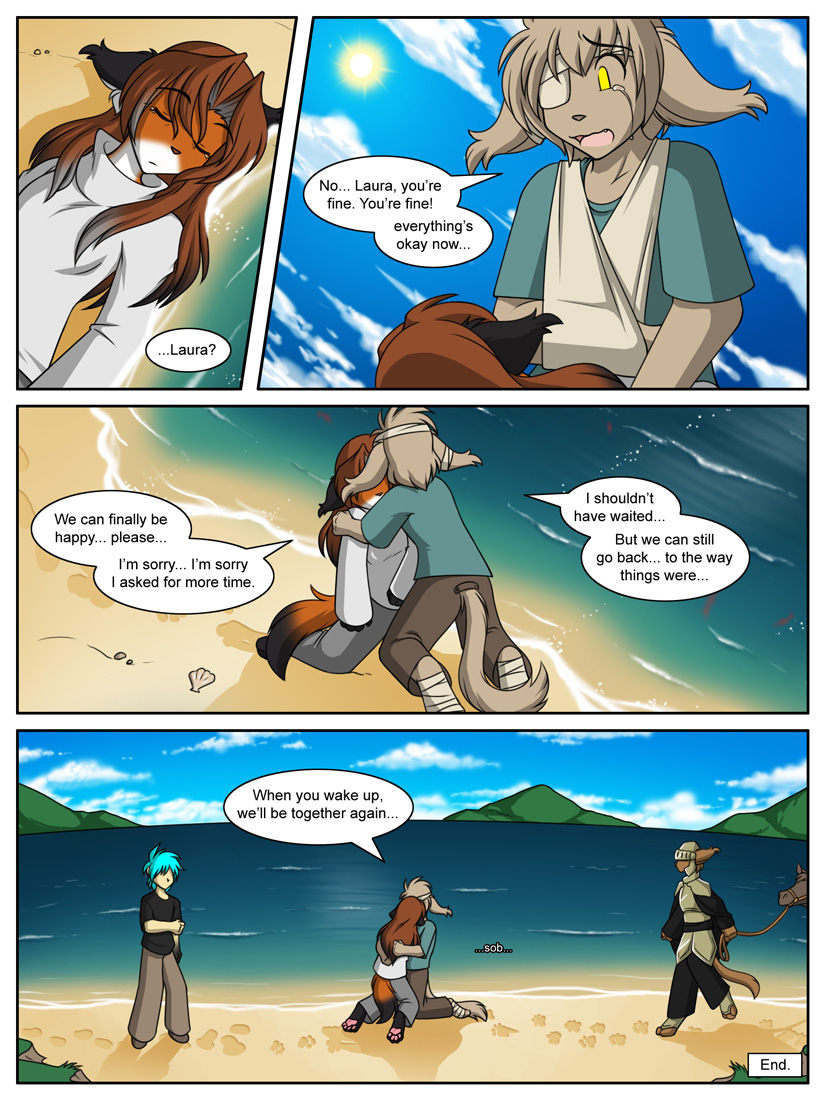 ...Laura?
No... Laura, you're
fine. You're fine!
everything's
okay now...
We can finally be
happy... please...
I'm sorry... I'm sorry
I asked for more time.
I shouldn't
have waited...
But we can still
go back... to the way
things were...
When you wake up,
we'll be together again...
...sob...
End.